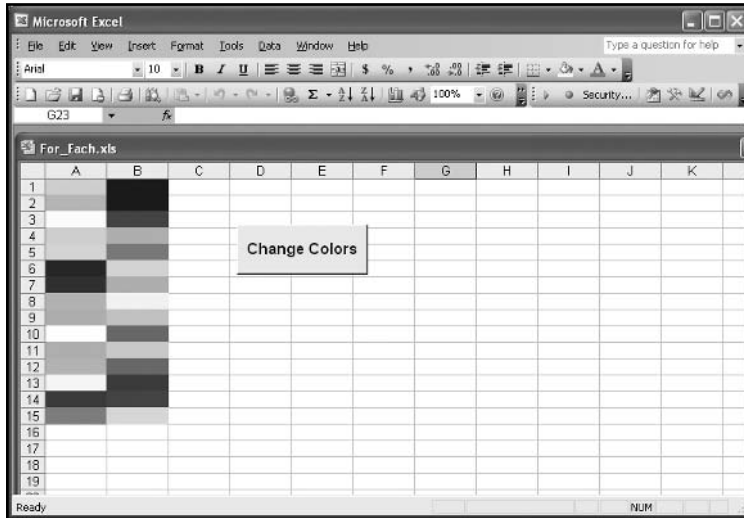 Microsoft Excel
File Edit View Insert Format Tools Data Window Help Type a question for help
Arial 10 B I U $ % ,
Σ 100% Security...
G23 fx
For_Each.xls
A B C D E F G H I J K
1
2
3
4
5
6
7
8
9
10
11
12
13
14
15
16
17
18
19
Change Colors
Ready NUM